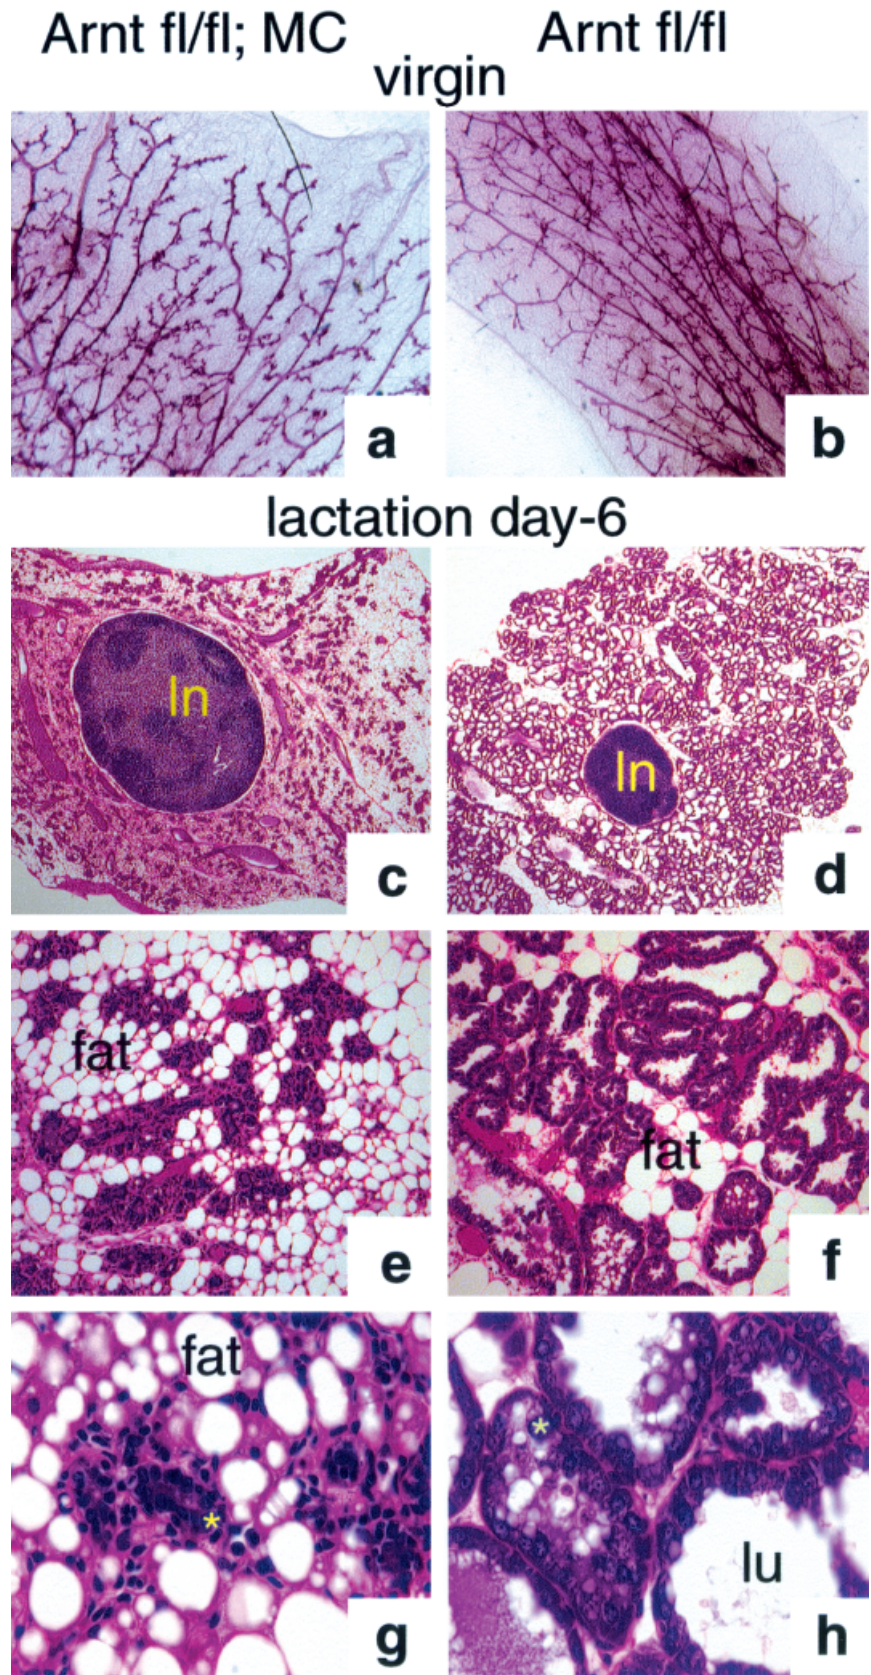 Arnt fl/fl; MC Arnt fl/fl
virgin
a b
lactation day-6
ln ln
c d
fat fat
e f
fat
* *
lu
g h